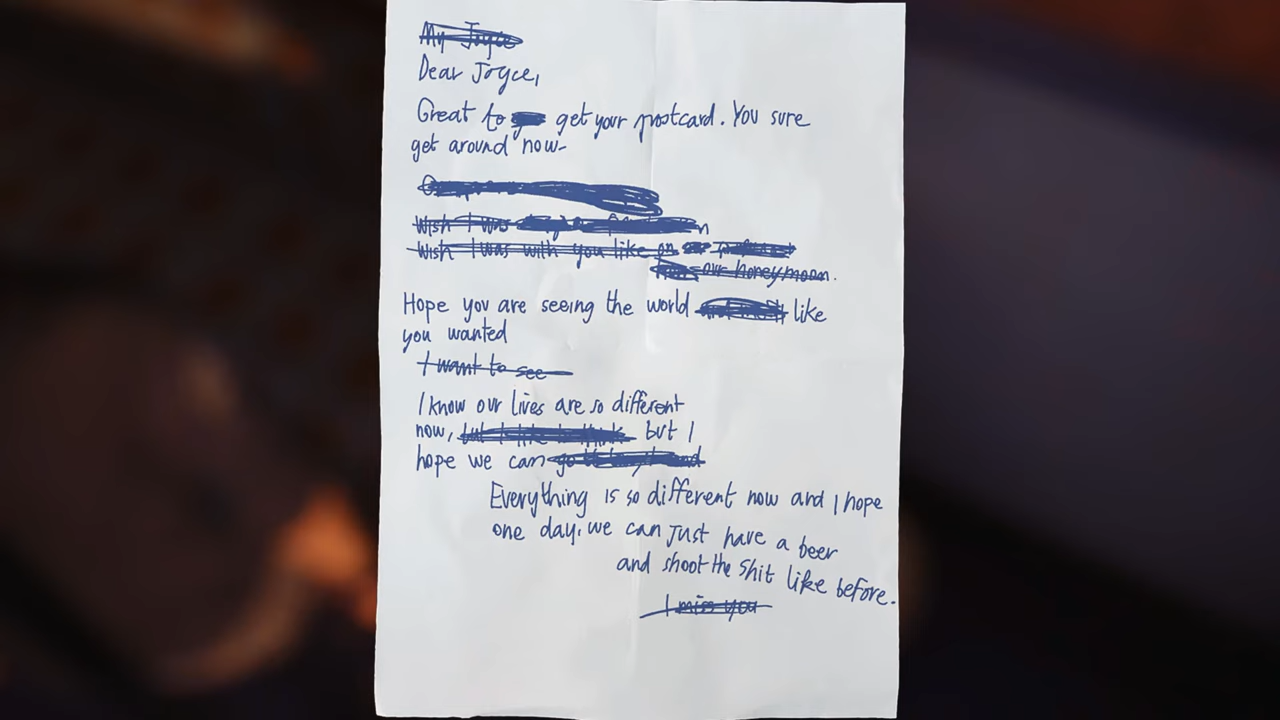 My Joyce
Dear Joyce,
Great to get your postcard. You sure
get around now-
Wish I was
Wish I was with you like on
our honeymoon.
Hope you are seeing the world like
you wanted
I want to see
I know our lives are so different
now, but I
hope we can
Everything is so different now and I hope
one day, we can just have a beer
and shoot the shit like before.
I miss you